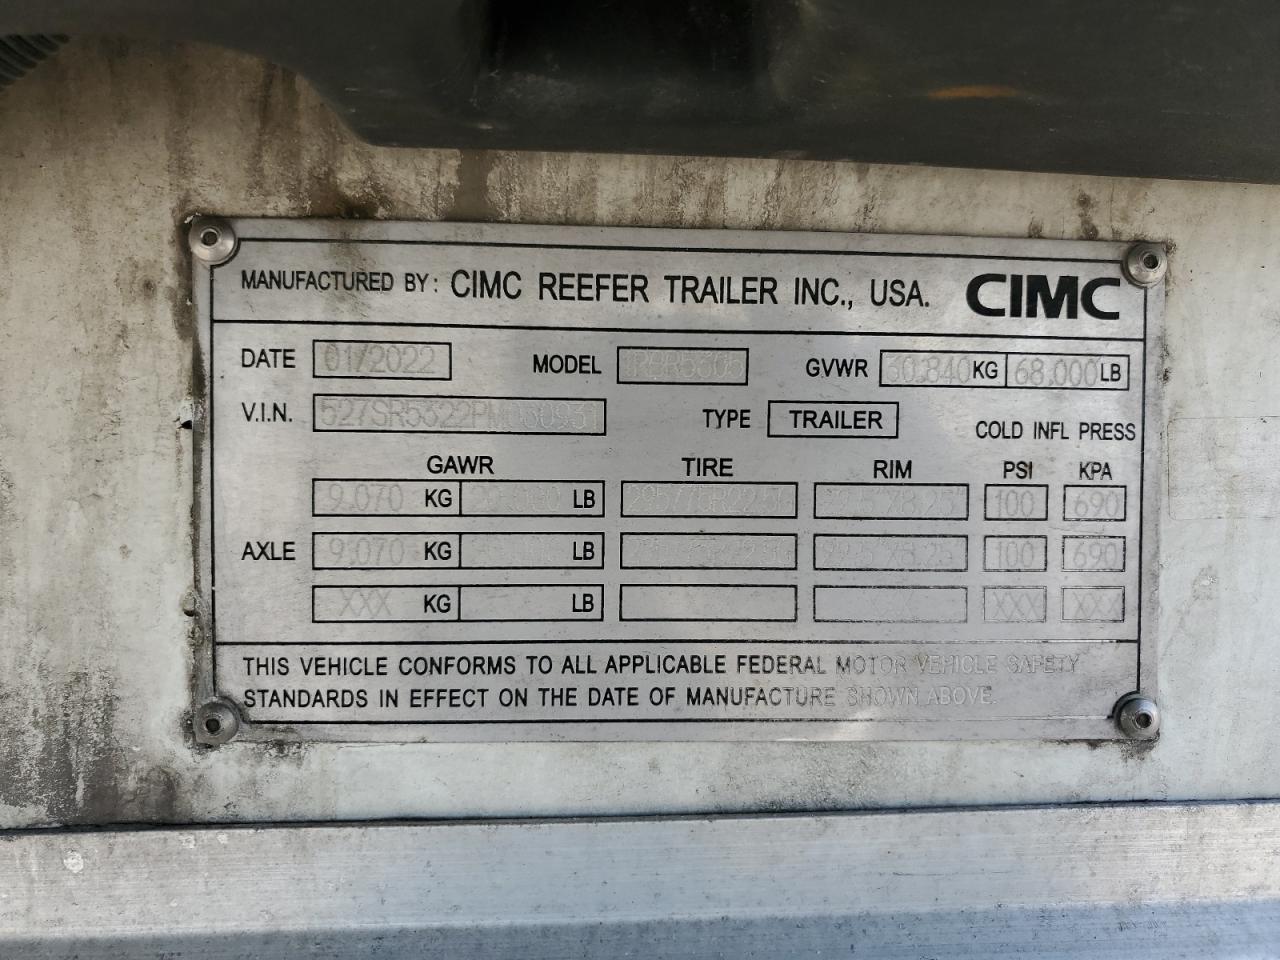 MANUFACTURED BY: CIMC REEFER TRAILER INC., USA. CIMC
DATE 01/2022 MODEL GVWR 30,840 KG 68,000 LB
V.I.N. TYPE TRAILER COLD INFL PRESS
GAWR TIRE RIM PSI KPA
9,070 KG LB 100 690
AXLE 9,070 KG LB 100 690
XXX KG LB XXX XXX
THIS VEHICLE CONFORMS TO ALL APPLICABLE FEDERAL MOTOR VEHICLE SAFETY
STANDARDS IN EFFECT ON THE DATE OF MANUFACTURE SHOWN ABOVE.